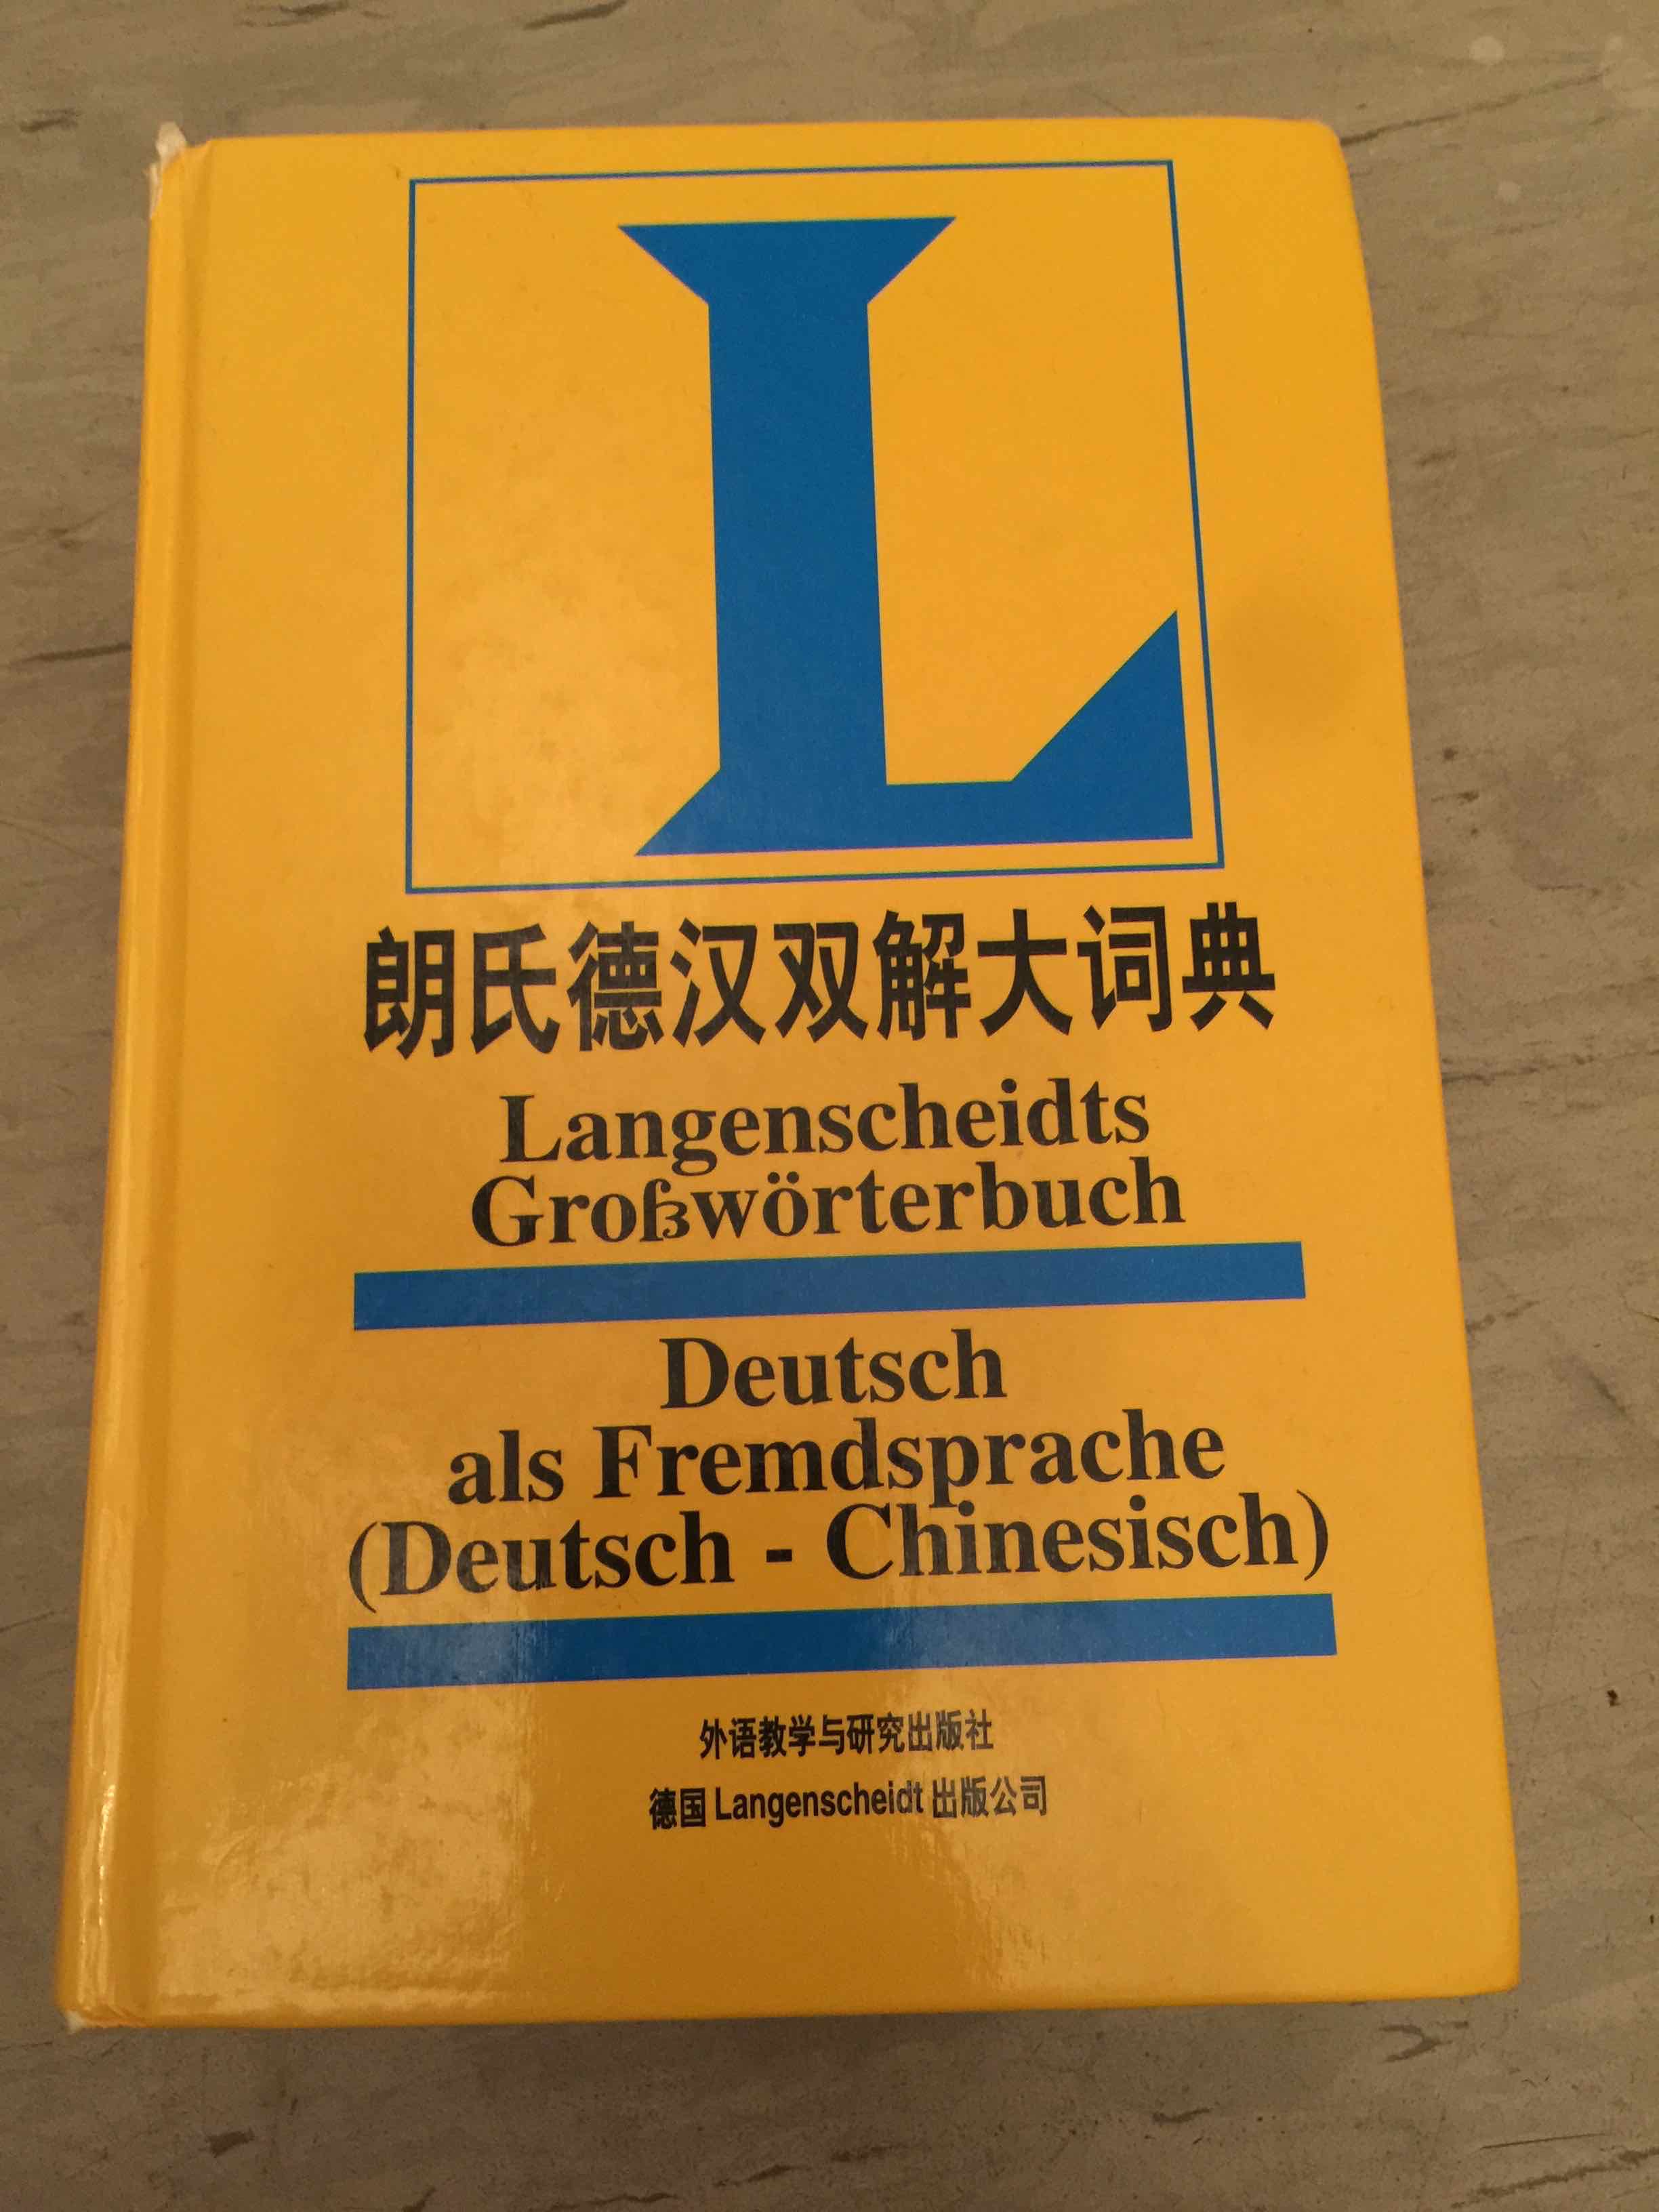 L
朗氏德汉双解大词典
Langenscheidts
Großwörterbuch
Deutsch
als Fremdsprache
(Deutsch - Chinesisch)
外语教学与研究出版社
德国 Langenscheidt 出版公司